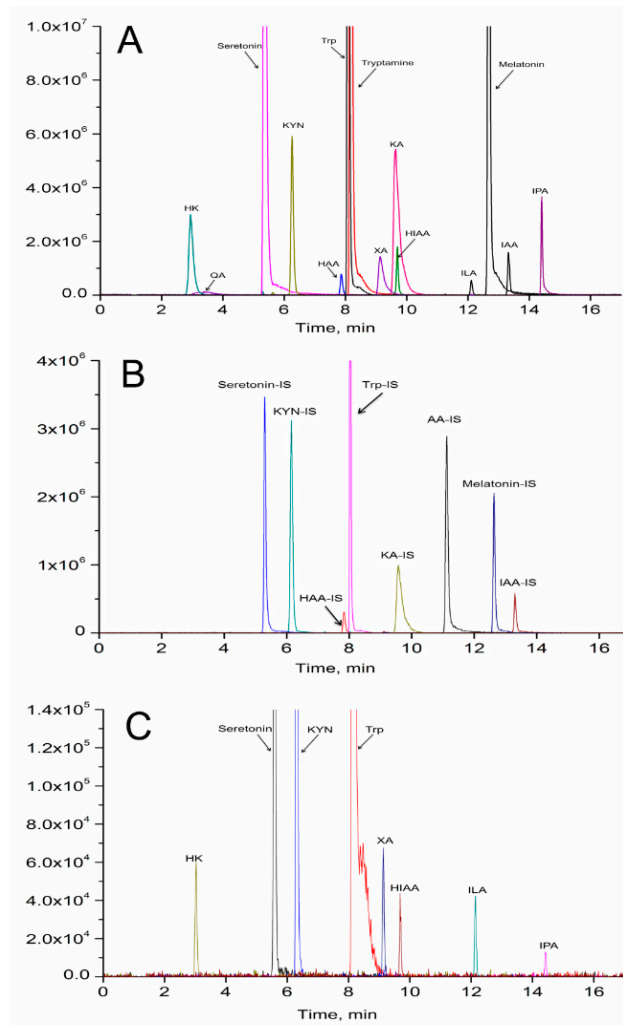 A
1.0x10⁷
8.0x10⁶
6.0x10⁶
4.0x10⁶
2.0x10⁶
0.0
Seretonin
Trp
Tryptamine
Melatonin
KYN
KA
HK
QA
HAA
XA
HIAA
ILA
IAA
IPA
0 2 4 6 8 10 12 14 16
Time, min
B
4x10⁶
3x10⁶
2x10⁶
1x10⁶
0
Seretonin-IS
KYN-IS
Trp-IS
AA-IS
Melatonin-IS
HAA-IS
KA-IS
IAA-IS
0 2 4 6 8 10 12 14 16
Time, min
C
1.4x10⁵
1.2x10⁵
1.0x10⁵
8.0x10⁴
6.0x10⁴
4.0x10⁴
2.0x10⁴
0.0
Seretonin
KYN
Trp
HK
XA
HIAA
ILA
IPA
0 2 4 6 8 10 12 14 16
Time, min